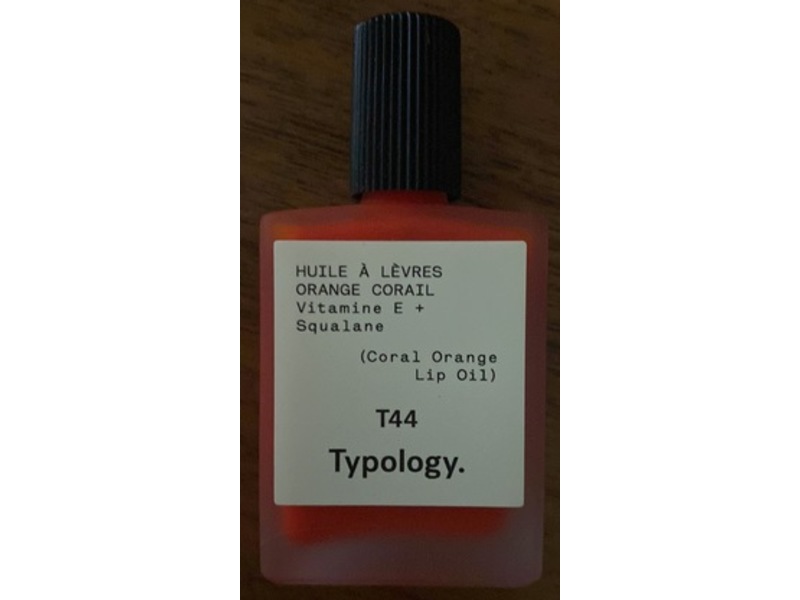 HUILE À LÈVRES
ORANGE CORAIL
Vitamine E +
Squalane
(Coral Orange
Lip Oil)
T44
Typology.